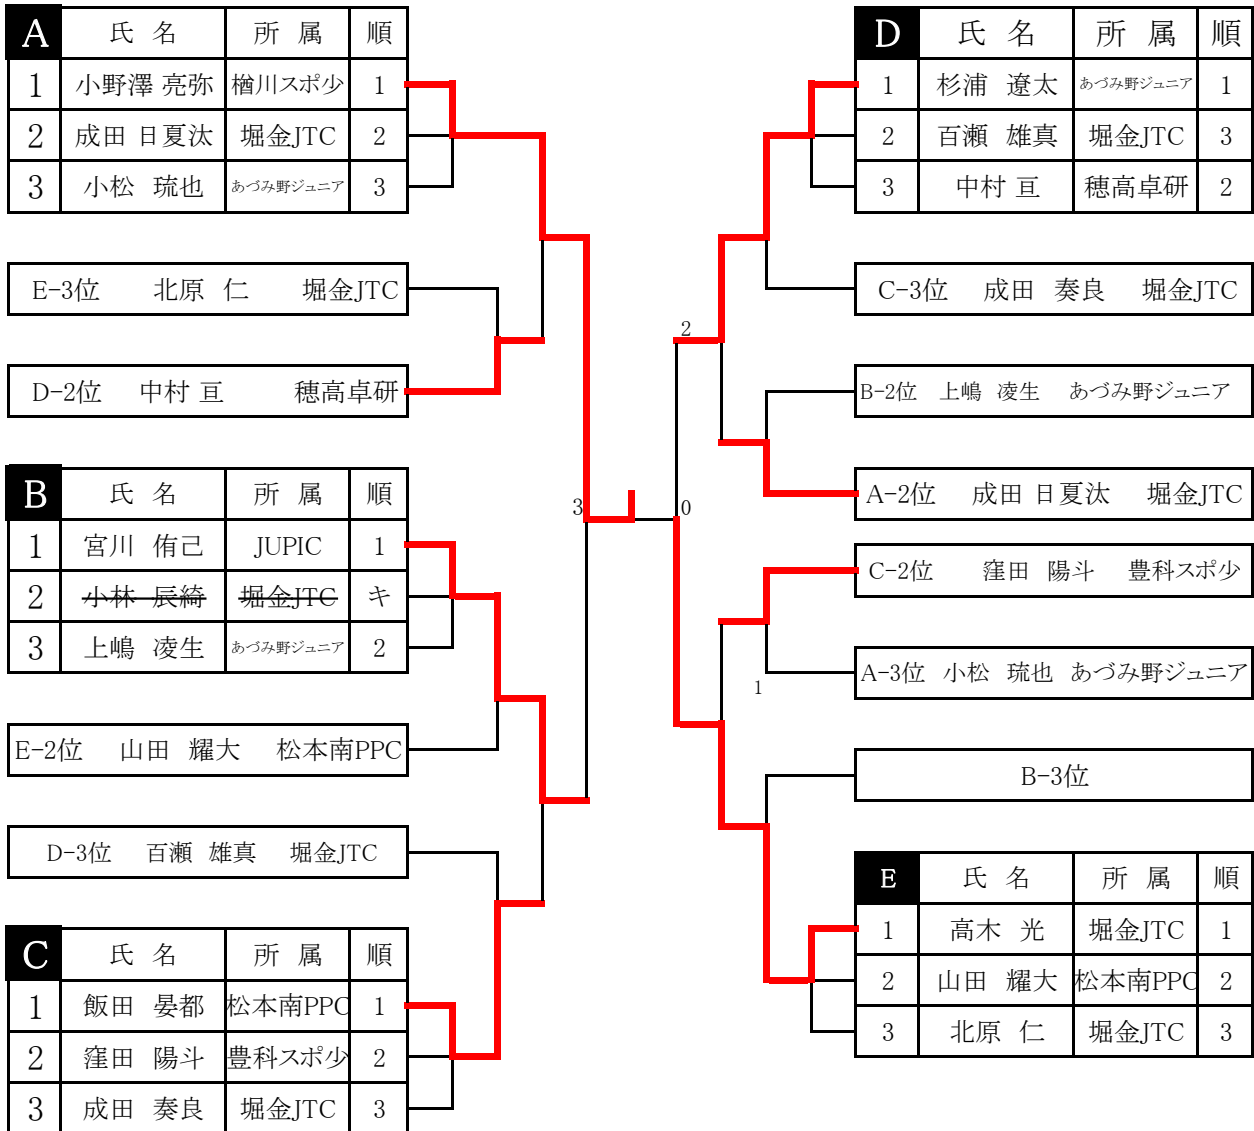 A 氏 名 所 属 順
1 小野澤 亮弥 楢川スポ少 1
2 成田 日夏汰 堀金JTC 2
3 小松 琉也 あづみ野ジュニア 3
E-3位 北原 仁 堀金JTC
D-2位 中村 亘 穂高卓研
B 氏 名 所 属 順
1 宮川 侑己 JUPIC 1
2 小林 辰綺 堀金JTC キ
3 上嶋 凌生 あづみ野ジュニア 2
E-2位 山田 耀大 松本南PPC
D-3位 百瀬 雄真 堀金JTC
C 氏 名 所 属 順
1 飯田 晏都 松本南PPC 1
2 窪田 陽斗 豊科スポ少 2
3 成田 奏良 堀金JTC 3
3
2
0
1
D 氏 名 所 属 順
1 杉浦 遼太 あづみ野ジュニア 1
2 百瀬 雄真 堀金JTC 3
3 中村 亘 穂高卓研 2
C-3位 成田 奏良 堀金JTC
B-2位 上嶋 凌生 あづみ野ジュニア
A-2位 成田 日夏汰 堀金JTC
C-2位 窪田 陽斗 豊科スポ少
A-3位 小松 琉也 あづみ野ジュニア
B-3位
E 氏 名 所 属 順
1 高木 光 堀金JTC 1
2 山田 耀大 松本南PPC 2
3 北原 仁 堀金JTC 3